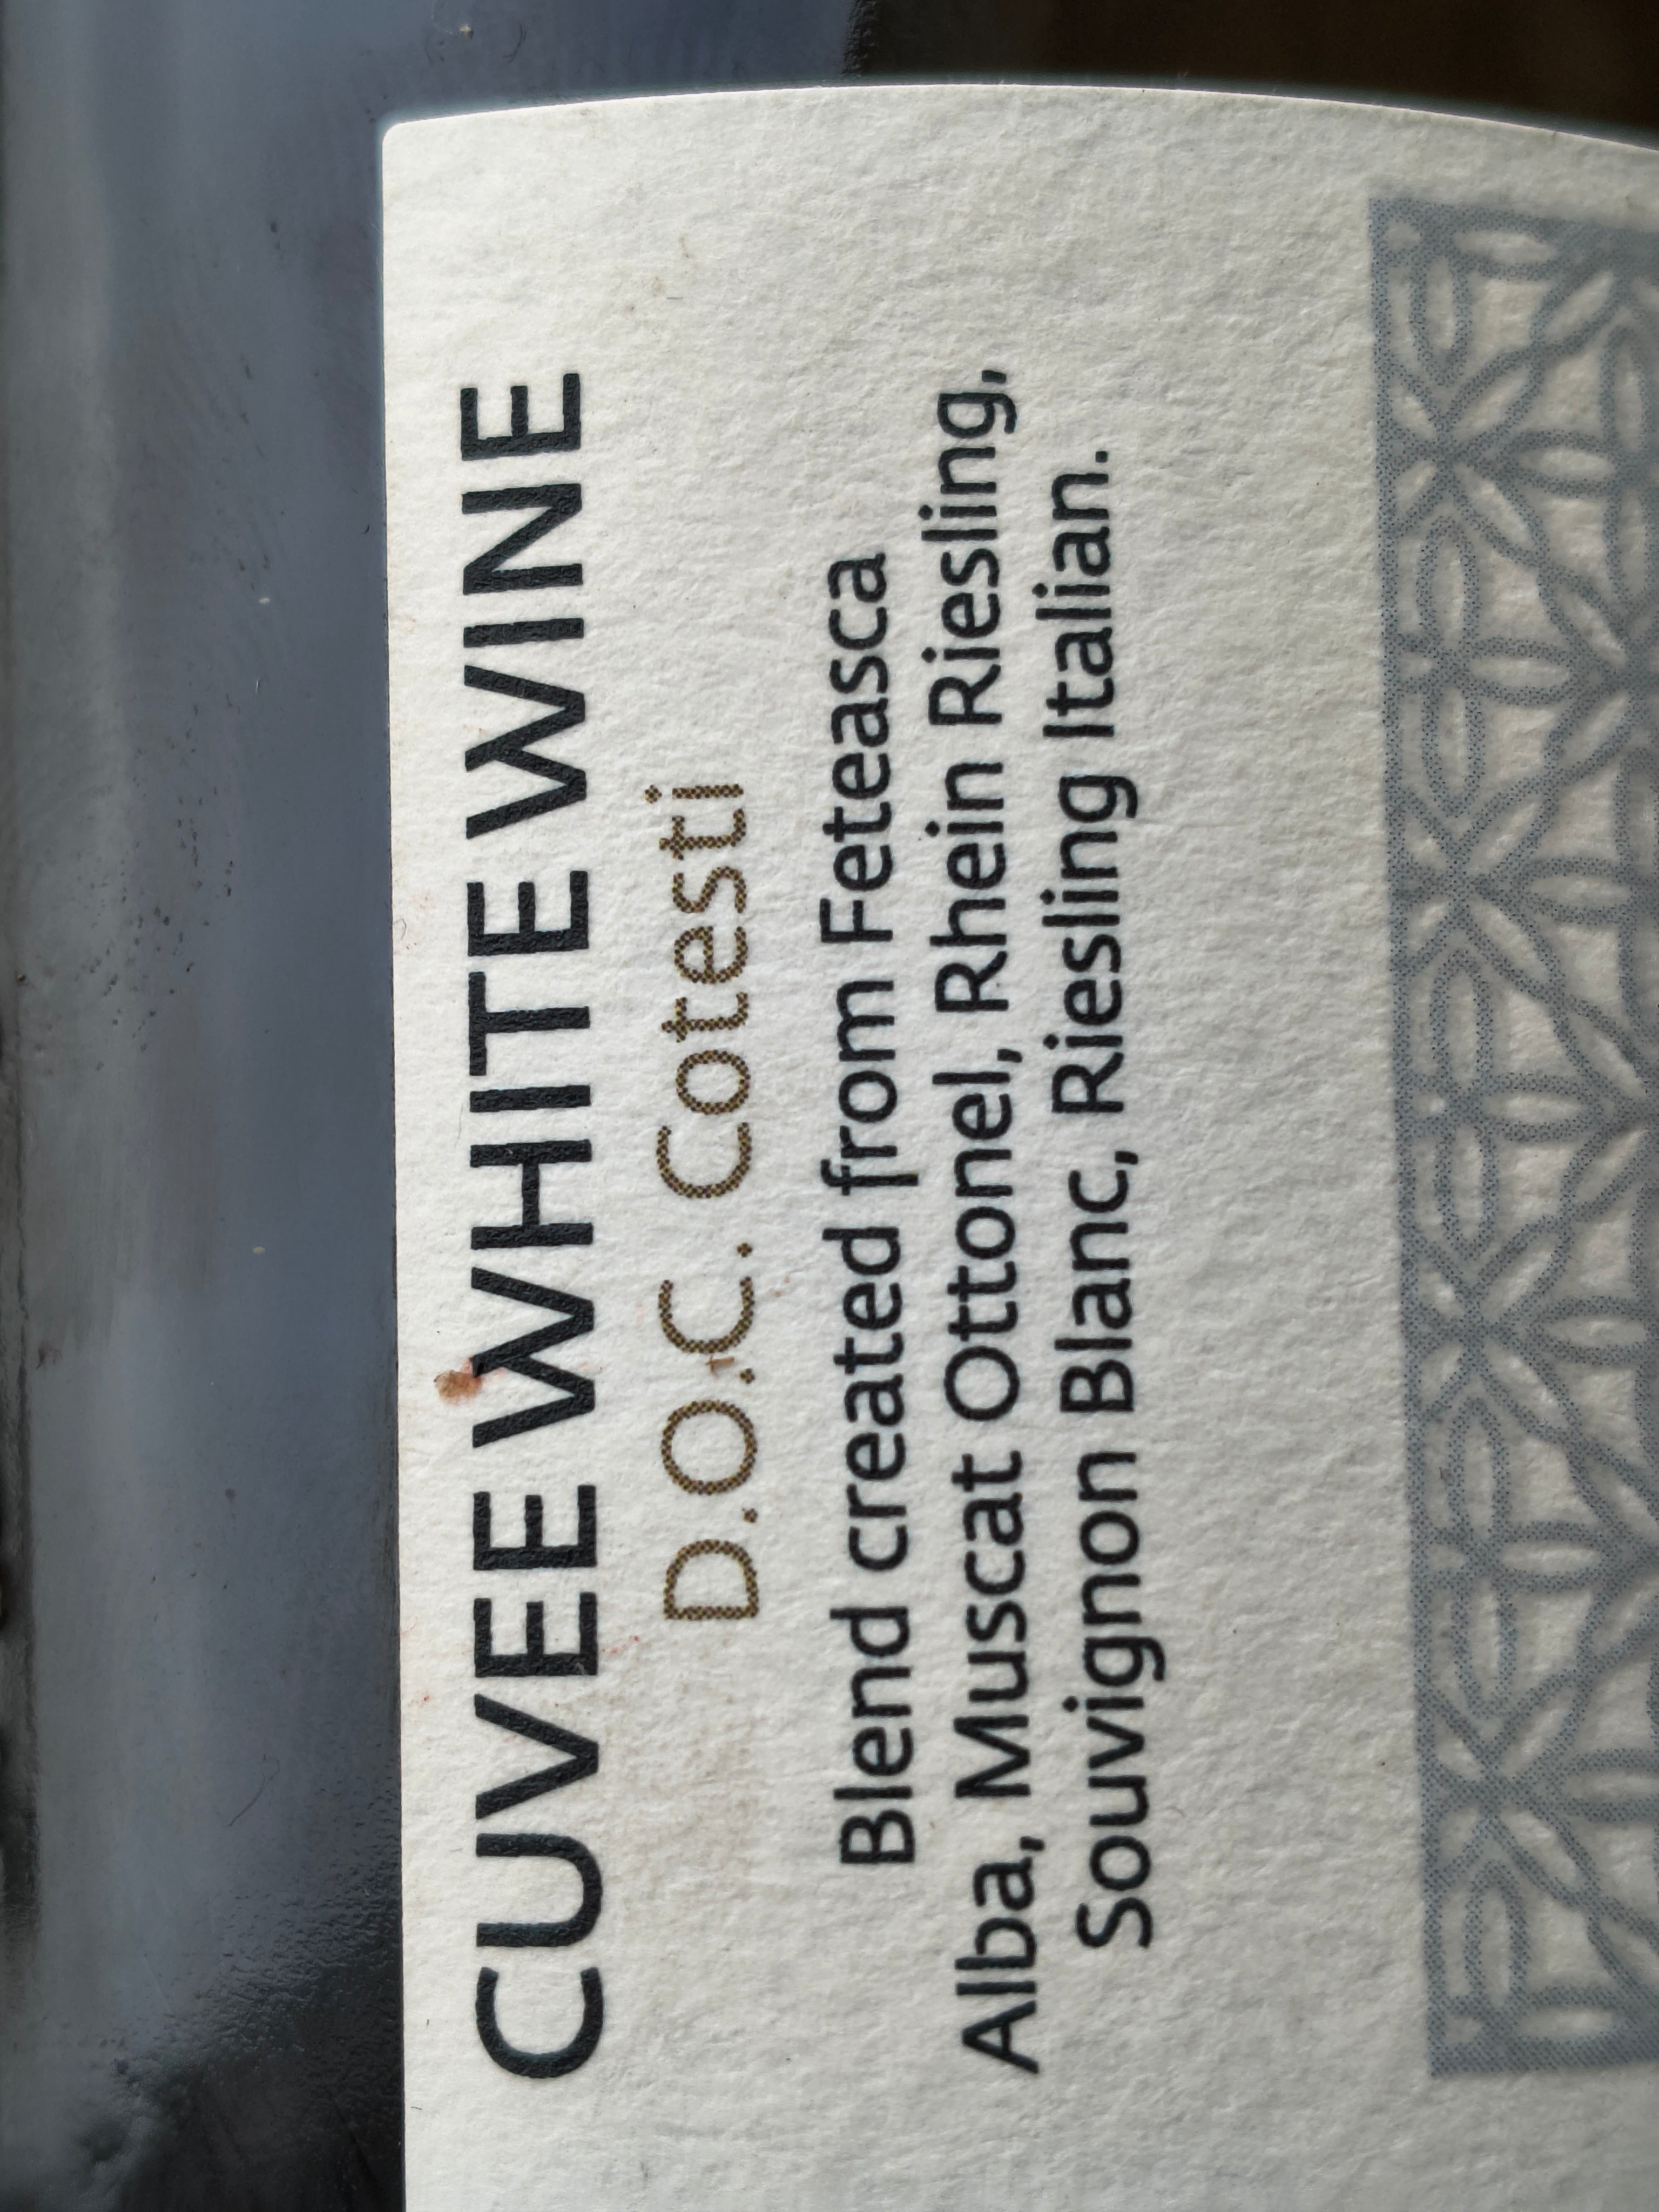 CUVEE WHITE WINE
D.O.C. Cotesti
Blend created from Feteasca
Alba, Muscat Ottonel, Rhein Riesling,
Souvignon Blanc, Riesling Italian.